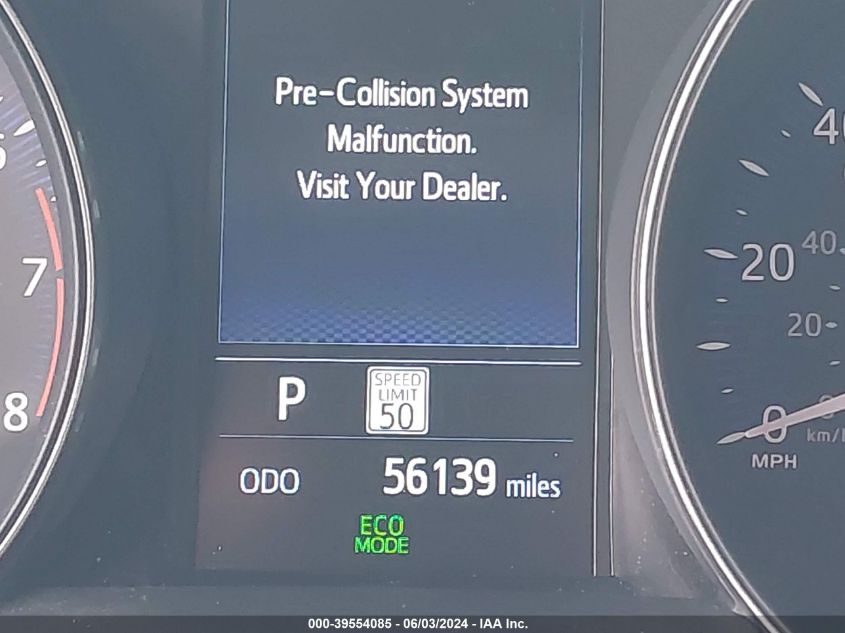 Pre-Collision System
Malfunction.
Visit Your Dealer.
7
8
P
SPEED
LIMIT
50
ODO 56139 miles
ECO
MODE
40
20
20
0
km/
MPH
000-39554085 - 06/03/2024 - IAA Inc.